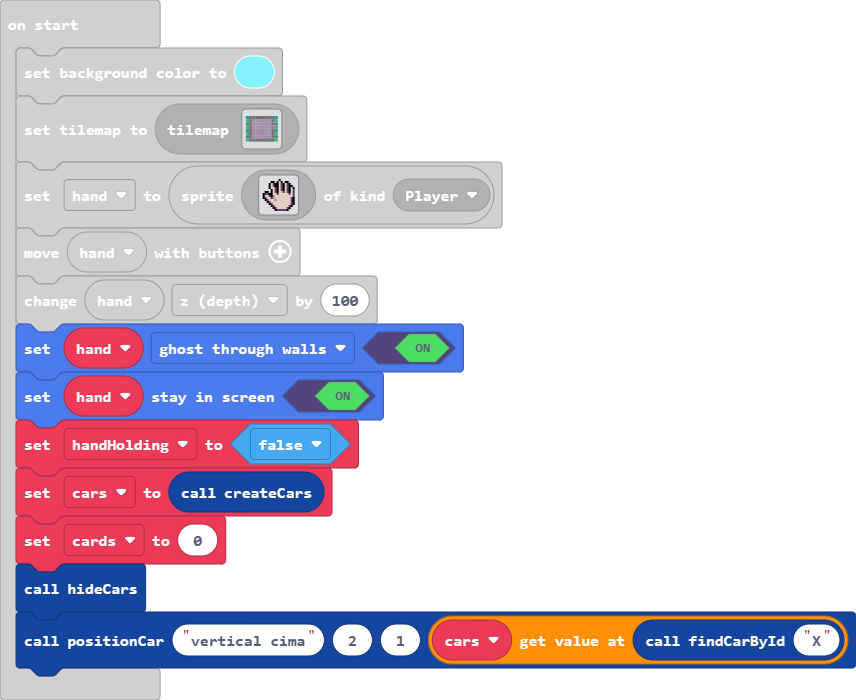 on start
set background color to
set tilemap to tilemap
set hand to sprite of kind Player
move hand with buttons
change hand z (depth) by 100
set hand ghost through walls ON
set hand stay in screen ON
set handHolding to false
set cars to call createCars
set cards to 0
call hideCars
call positionCar "vertical cima" 2 1 cars get value at call findCarById "X"